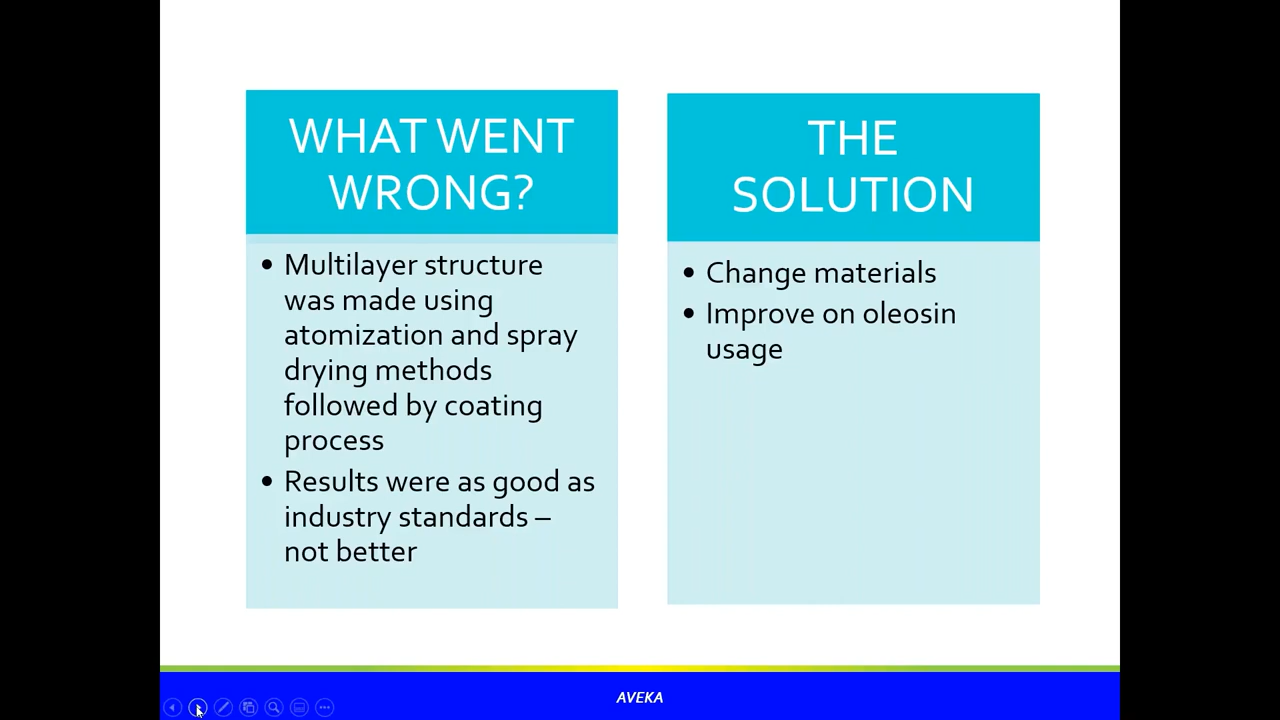 WHAT WENT
WRONG?
• Multilayer structure
was made using
atomization and spray
drying methods
followed by coating
process
• Results were as good as
industry standards –
not better
THE
SOLUTION
• Change materials
• Improve on oleosin
usage
AVEKA